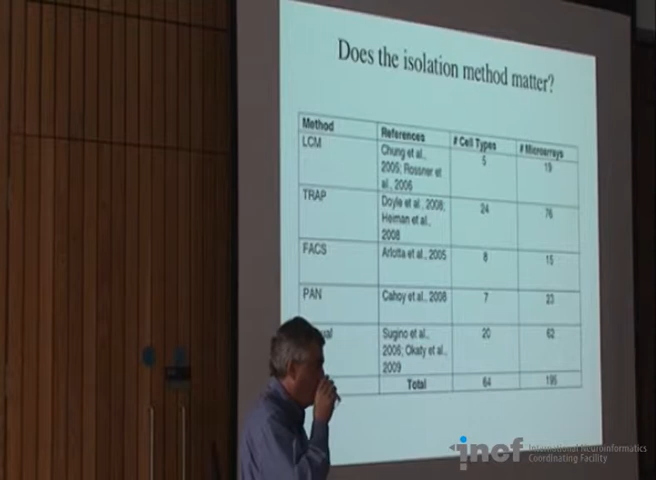 Does the isolation method matter?
Method References # Cell Types # Microarrays
LCM Chung et al., 5 19
2005; Rossner et
al., 2006
TRAP Doyle et al., 2008; 24 76
Heiman et al.,
2008
FACS Arlotta et al., 2005 8 15
PAN Cahoy et al., 2008 7 23
ual Sugino et al., 20 62
2006; Okaty et al.,
2009
Total 64 195
incf International Neuroinformatics
Coordinating Facility